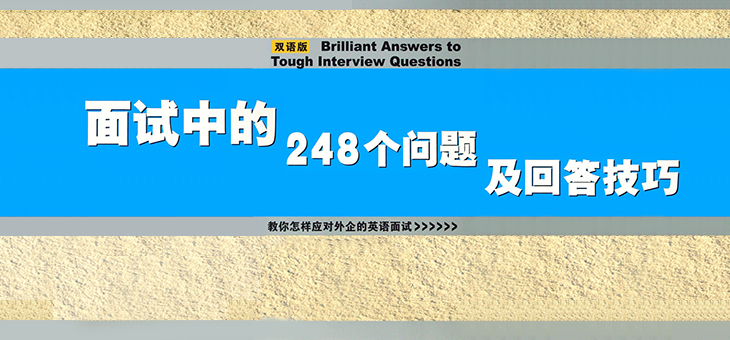 双语版 Brilliant Answers to
Tough Interview Questions
面试中的
248个问题
及回答技巧
教你怎样应对外企的英语面试>>>>>>